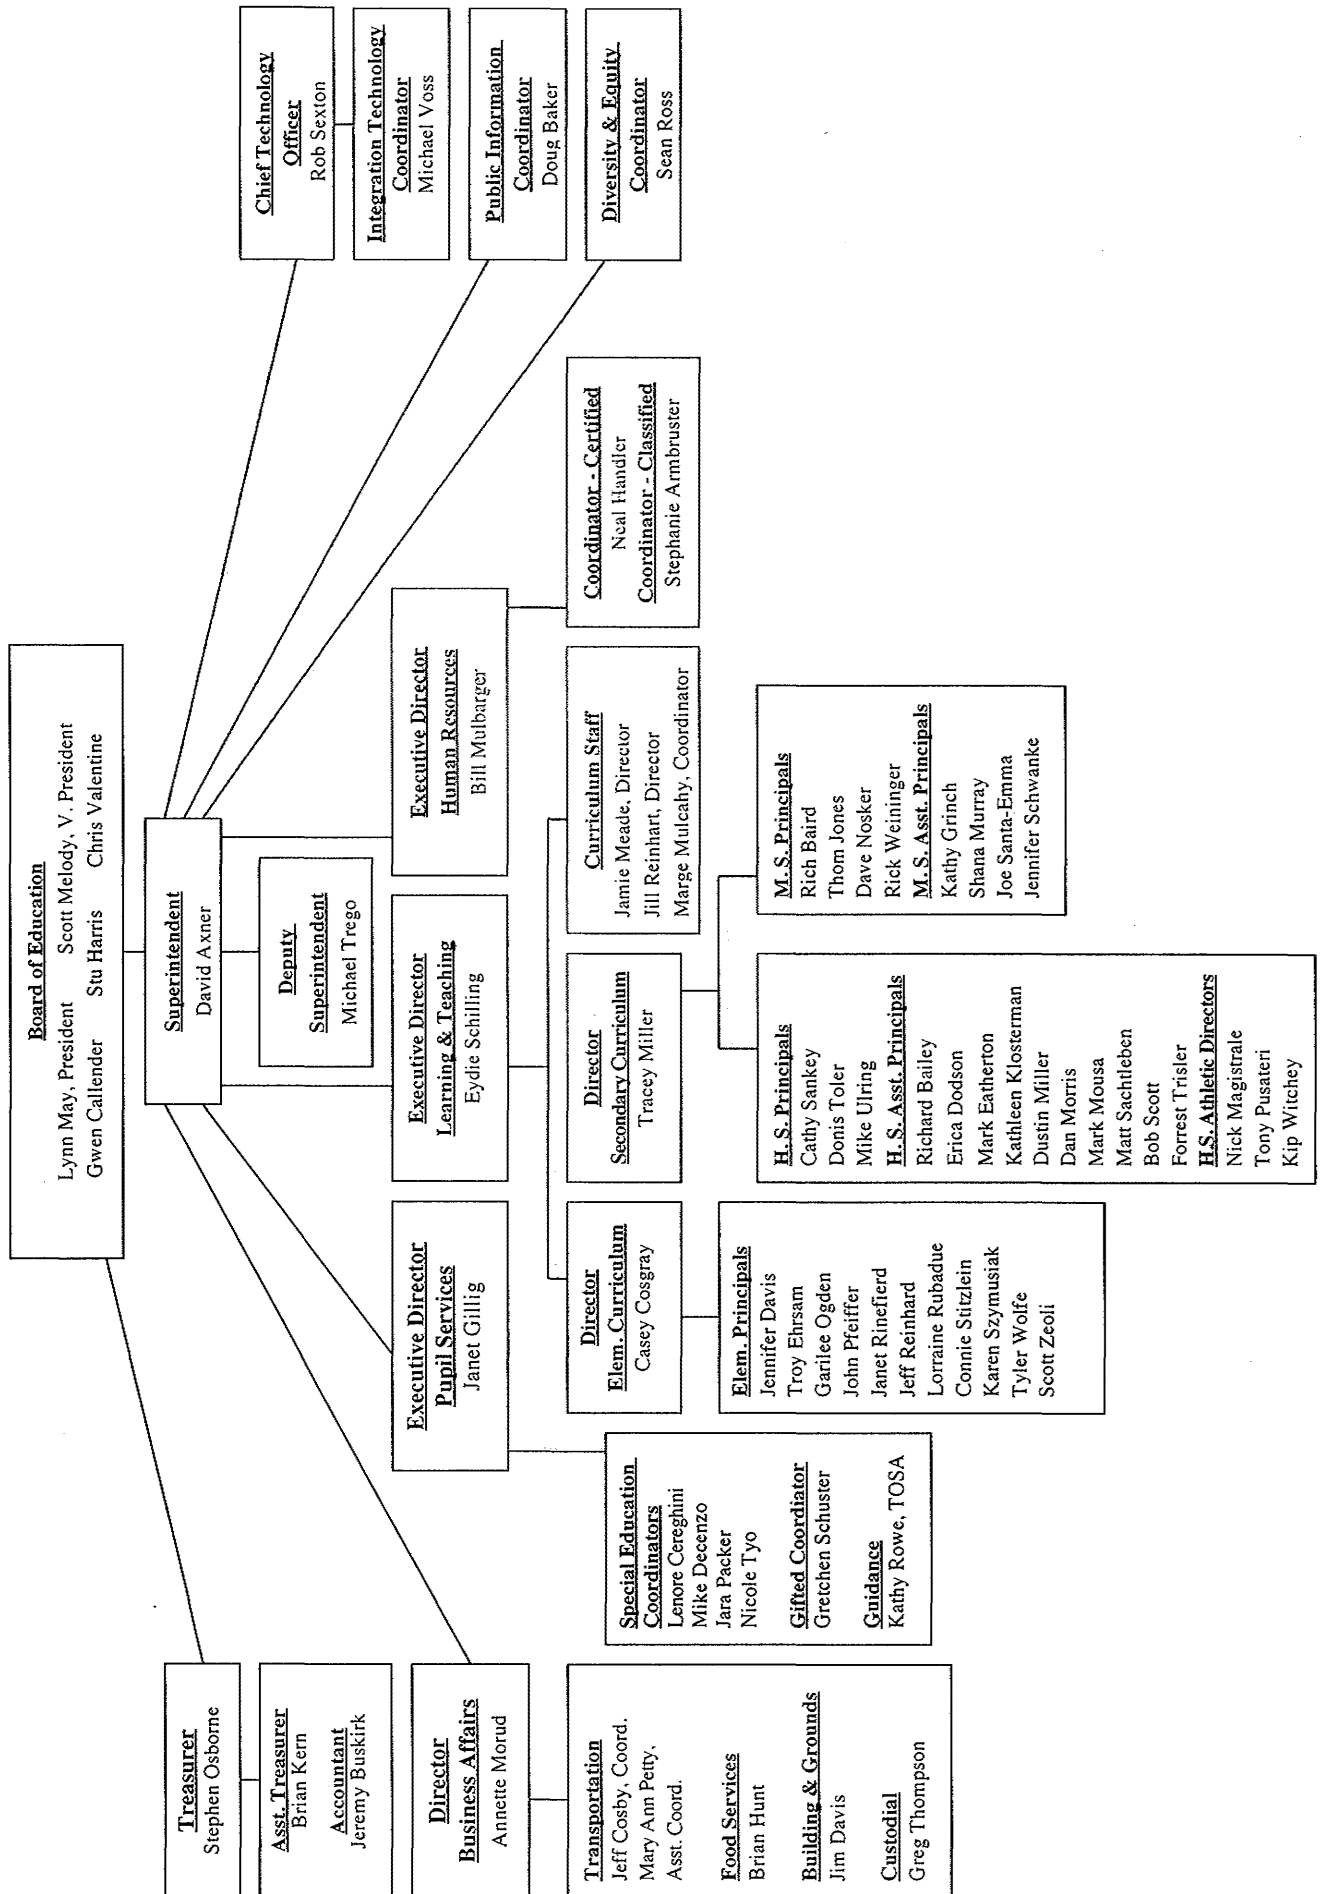 Board of Education
Lynn May, President Scott Melody, V. President
Gwen Callender Stu Harris Chris Valentine
Superintendent
David Axner
Deputy
Superintendent
Michael Trego
Treasurer
Stephen Osborne
Asst. Treasurer
Brian Kern
Accountant
Jeremy Buskirk
Director
Business Affairs
Annette Morud
Transportation
Jeff Cosby, Coord.
Mary Ann Petty,
Asst. Coord.
Food Services
Brian Hunt
Building & Grounds
Jim Davis
Custodial
Greg Thompson
Executive Director
Pupil Services
Janet Gillig
Special Education
Coordinators
Lenore Cereghini
Mike Decenzo
Jara Packer
Nicole Tyo
Gifted Coordiator
Gretchen Schuster
Guidance
Kathy Rowe, TOSA
Executive Director
Learning & Teaching
Eydie Schilling
Director
Elem. Curriculum
Casey Cosgray
Elem. Principals
Jennifer Davis
Troy Ehrsam
Garilee Ogden
John Pfeiffer
Janet Rinefierd
Jeff Reinhard
Lorraine Rubadue
Connie Stitzlein
Karen Szymusiak
Tyler Wolfe
Scott Zeoli
Director
Secondary Curriculum
Tracey Miller
H. S. Principals
Cathy Sankey
Donis Toler
Mike Ulring
H. S. Asst. Principals
Richard Bailey
Erica Dodson
Mark Eatherton
Kathleen Klosterman
Dustin Miller
Dan Morris
Mark Mousa
Matt Sachtleben
Bob Scott
Forrest Trisler
H.S. Athletic Directors
Nick Magistrale
Tony Pusateri
Kip Witchey
M. S. Principals
Rich Baird
Thom Jones
Dave Nosker
Rick Weininger
M. S. Asst. Principals
Kathy Grinch
Shana Murray
Joe Santa-Emma
Jennifer Schwanke
Curriculum Staff
Jamie Meade, Director
Jill Reinhart, Director
Marge Mulcahy, Coordinator
Executive Director
Human Resources
Bill Mulbarger
Coordinator - Certified
Neal Handler
Coordinator - Classified
Stephanie Armbruster
Chief Technology
Officer
Rob Sexton
Integration Technology
Coordinator
Michael Voss
Public Information
Coordinator
Doug Baker
Diversity & Equity
Coordinator
Sean Ross